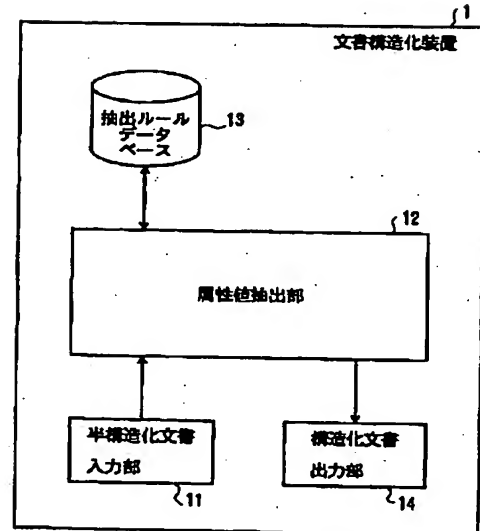 1
文書構造化装置
抽出ルール
データ
ベース
13
12
属性値抽出部
半構造化文書
入力部
11
構造化文書
出力部
14